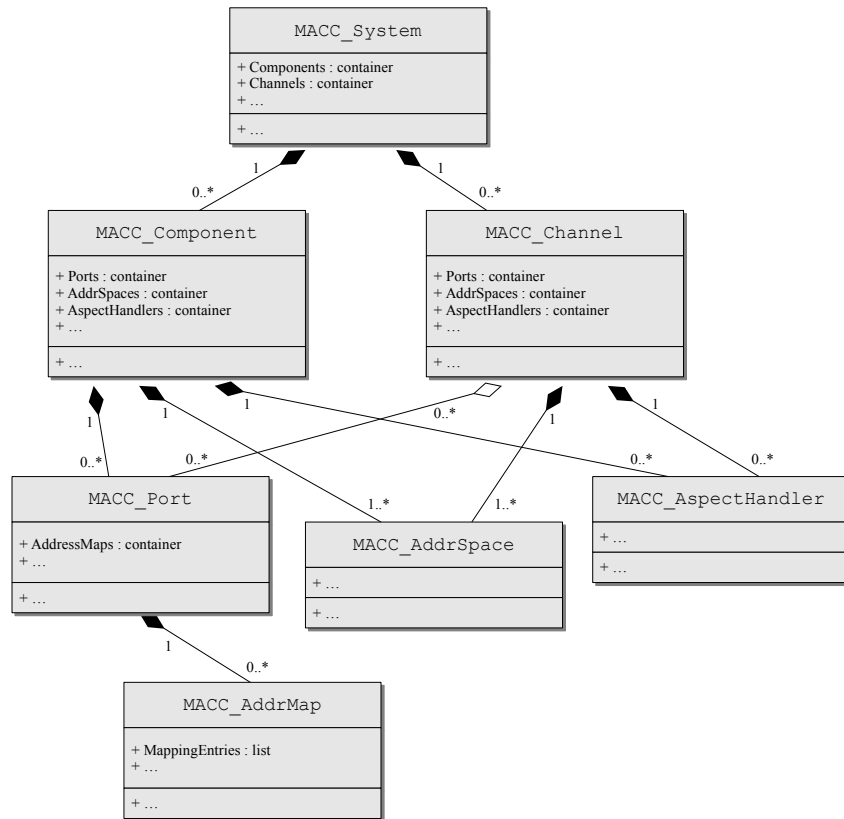 MACC_System
+ Components : container
+ Channels : container
+ …
+ …
1
1
0..*
0..*
MACC_Component
+ Ports : container
+ AddrSpaces : container
+ AspectHandlers : container
+ …
+ …
MACC_Channel
+ Ports : container
+ AddrSpaces : container
+ AspectHandlers : container
+ …
+ …
1
1
1
0..*
1
1
0..*
0..*
1..*
1..*
0..*
0..*
MACC_Port
+ AddressMaps : container
+ …
+ …
MACC_AddrSpace
+ …
+ …
MACC_AspectHandler
+ …
+ …
1
0..*
MACC_AddrMap
+ MappingEntries : list
+ …
+ …